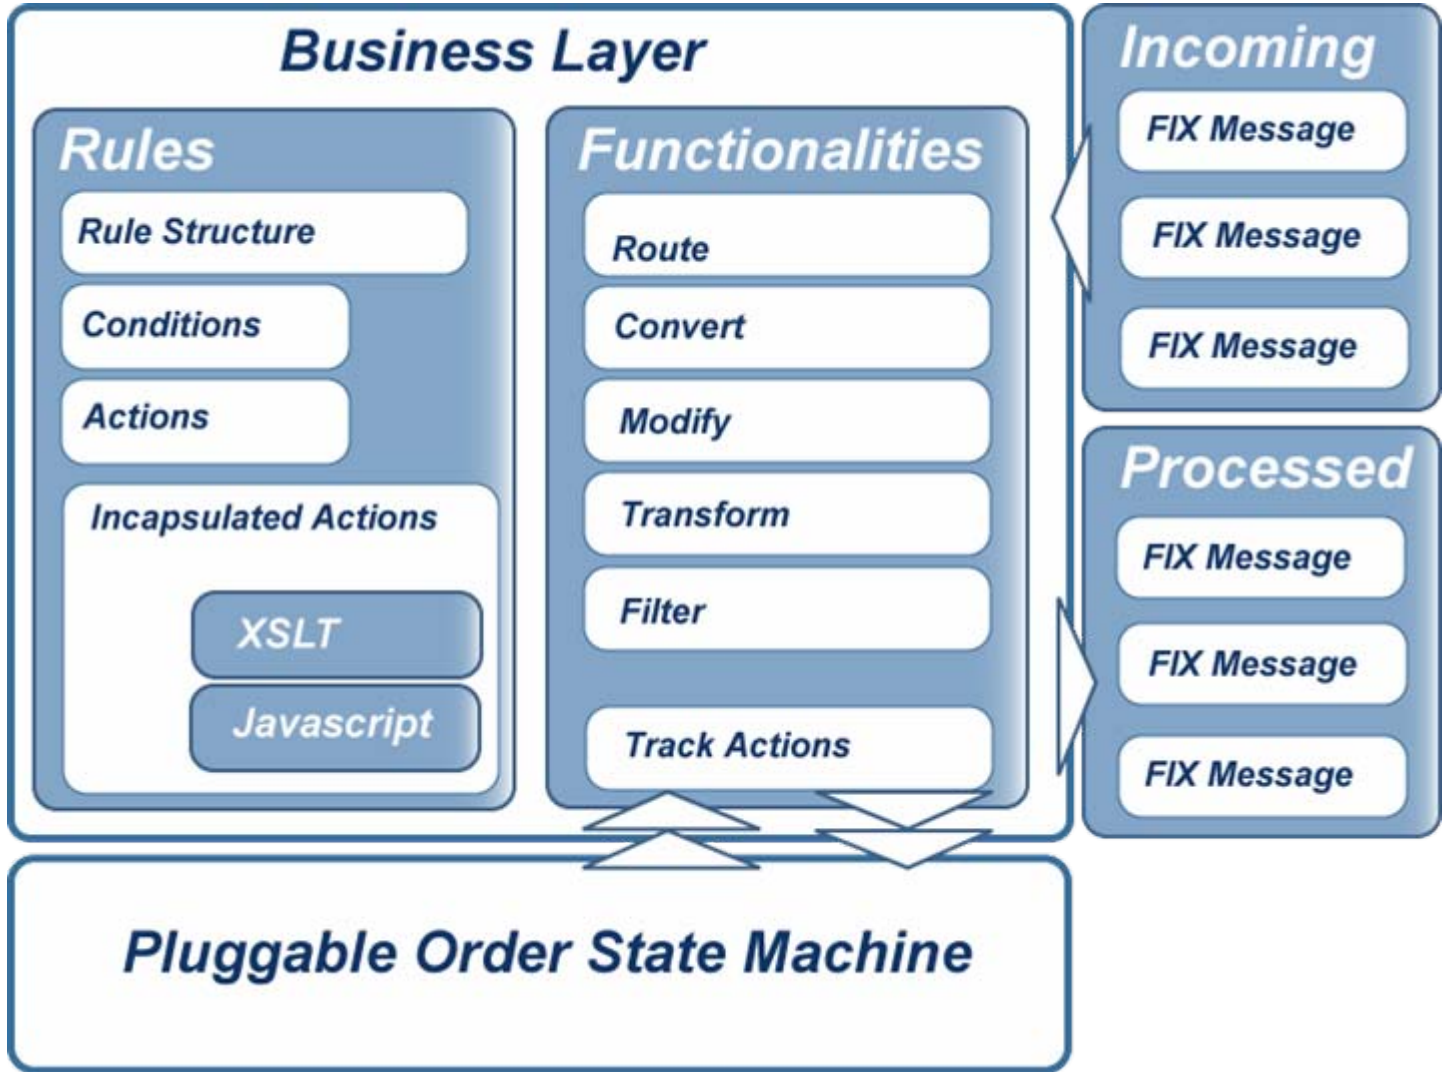 Business Layer
Rules
Rule Structure
Conditions
Actions
Incapsulated Actions
XSLT
Javascript
Functionalities
Route
Convert
Modify
Transform
Filter
Track Actions
Incoming
FIX Message
FIX Message
FIX Message
Processed
FIX Message
FIX Message
FIX Message
Pluggable Order State Machine